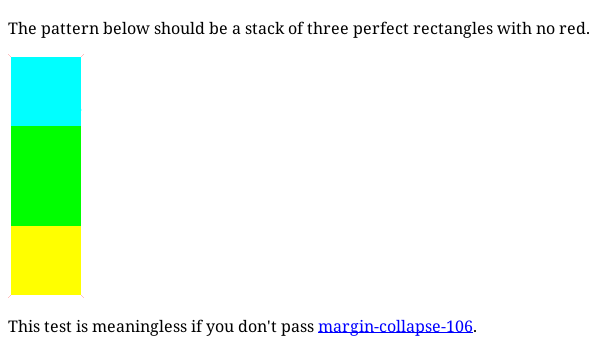 The pattern below should be a stack of three perfect rectangles with no red.
This test is meaningless if you don't pass margin-collapse-106.